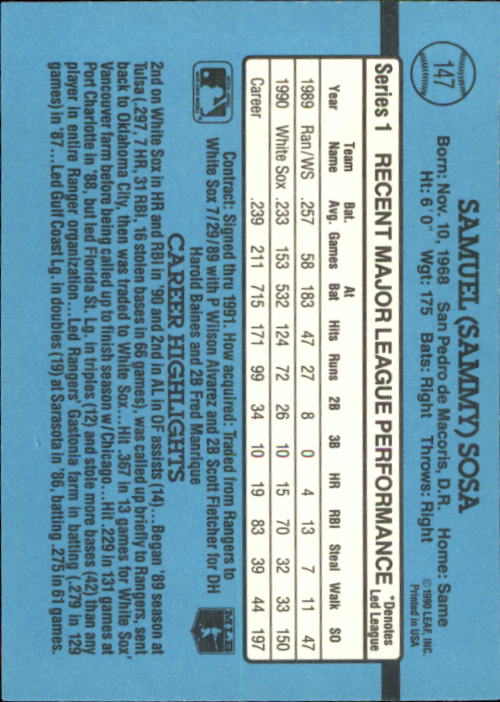 147
SAMUEL (SAMMY) SOSA
Born: Nov. 10, 1968 San Pedro de Macoris, D.R. Home: Same
Ht: 6' 0" Wgt: 175 Bats: Right Throws: Right
©1990 LEAF, INC.
Printed in USA
Series 1 RECENT MAJOR LEAGUE PERFORMANCE *Denotes Led League
Year Team Name Bat. Avg. Games At Bat Hits Runs 2B 3B HR RBI Steal Walk SO
1989 Ran/WS .257 58 183 47 27 8 0 4 13 7 11 47
1990 White Sox .233 153 532 124 72 26 10 15 70 32 33 150
Career .239 211 715 171 99 34 10 19 83 39 44 197
Contract: Signed thru 1991. How acquired: Traded from Rangers to
White Sox 7/29/89 with P Wilson Alvarez and 2B Scott Fletcher for DH
Harold Baines and 2B Fred Manrique
MLB
CAREER HIGHLIGHTS
2nd on White Sox in HR and RBI in '90 and 2nd in AL in OF assists (14)...Began '89 season at
Tulsa (.297, 7 HR, 31 RBI, 16 stolen bases in 66 games), was called up briefly to Rangers, sent
back to Oklahoma City, then was traded to White Sox...Hit .367 in 13 games for White Sox'
Vancouver farm before being called up to finish season w/Chicago...Hit .229 in 131 games at
Port Charlotte in '88, but led Florida St. Lg. in triples (12) and stole more bases (42) than any
player in entire Ranger organization...Led Rangers' Gastonia farm in batting (.279 in 129
games) in '87...Led Gulf Coast Lg. in doubles (19) at Sarasota in '86, batting .275 in 61 games.